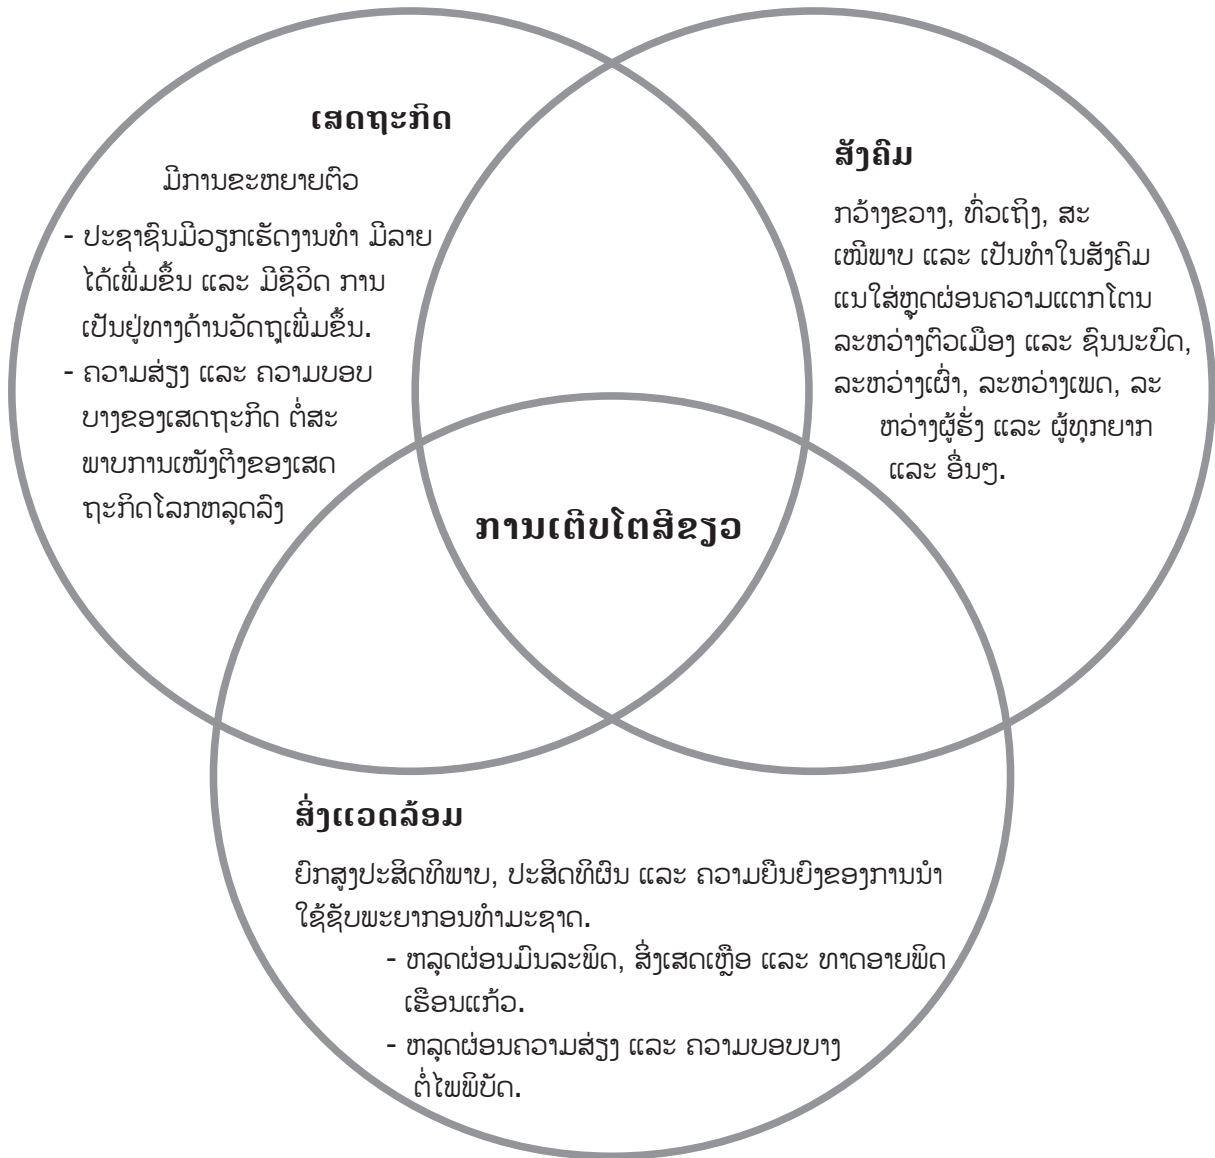 ເສດຖະກິດ
ມີການຂະຫຍາຍຕົວ
- ປະຊາຊົນມີວຽກເຮັດງານທໍາ ມີລາຍ
ໄດ້ເພີ່ມຂຶ້ນ ແລະ ມີຊີວິດ ການ
ເປັນຢູ່ທາງດ້ານວັດຖຸເພີ່ມຂຶ້ນ.
- ຄວາມສ່ຽງ ແລະ ຄວາມບອບ
ບາງຂອງເສດຖະກິດ ຕໍ່ສະ
ພາບການເໜັງຕີງຂອງເສດ
ຖະກິດໂລກຫລຸດລົງ
ສັງຄົມ
ກວ້າງຂວາງ, ທົ່ວເຖິງ, ສະ
ເໝີພາບ ແລະ ເປັນທໍາໃນສັງຄົມ
ແນໃສ່ຫຼຸດຜ່ອນຄວາມແຕກໂຕນ
ລະຫວ່າງຕົວເມືອງ ແລະ ຊົນນະບົດ,
ລະຫວ່າງເຜົ່າ, ລະຫວ່າງເພດ, ລະ
ຫວ່າງຜູ້ຮັ່ງ ແລະ ຜູ້ທຸກຍາກ
ແລະ ອື່ນໆ.
ການເຕີບໂຕສີຂຽວ
ສິ່ງແວດລ້ອມ
ຍົກສູງປະສິດທິພາບ, ປະສິດທິຜົນ ແລະ ຄວາມຍືນຍົງຂອງການນໍາ
ໃຊ້ຊັບພະຍາກອນທໍາມະຊາດ.
- ຫລຸດຜ່ອນມົນລະພິດ, ສິ່ງເສດເຫຼືອ ແລະ ທາດອາຍພິດ
ເຮືອນແກ້ວ.
- ຫລຸດຜ່ອນຄວາມສ່ຽງ ແລະ ຄວາມບອບບາງ
ຕໍ່ໄພພິບັດ.